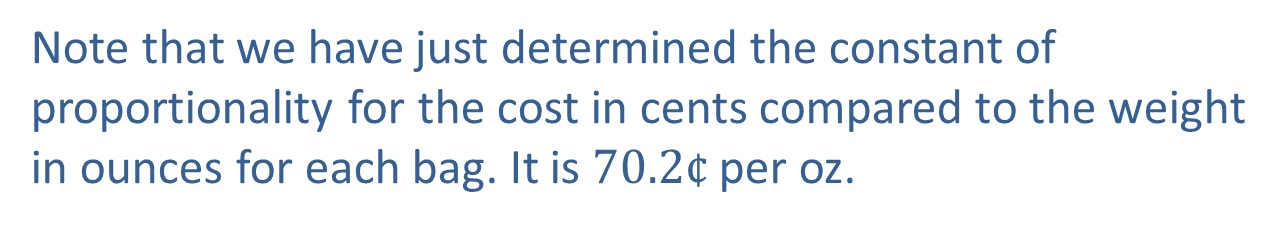 Note that we have just determined the constant of
proportionality for the cost in cents compared to the weight
in ounces for each bag. It is 70.2¢ per oz.